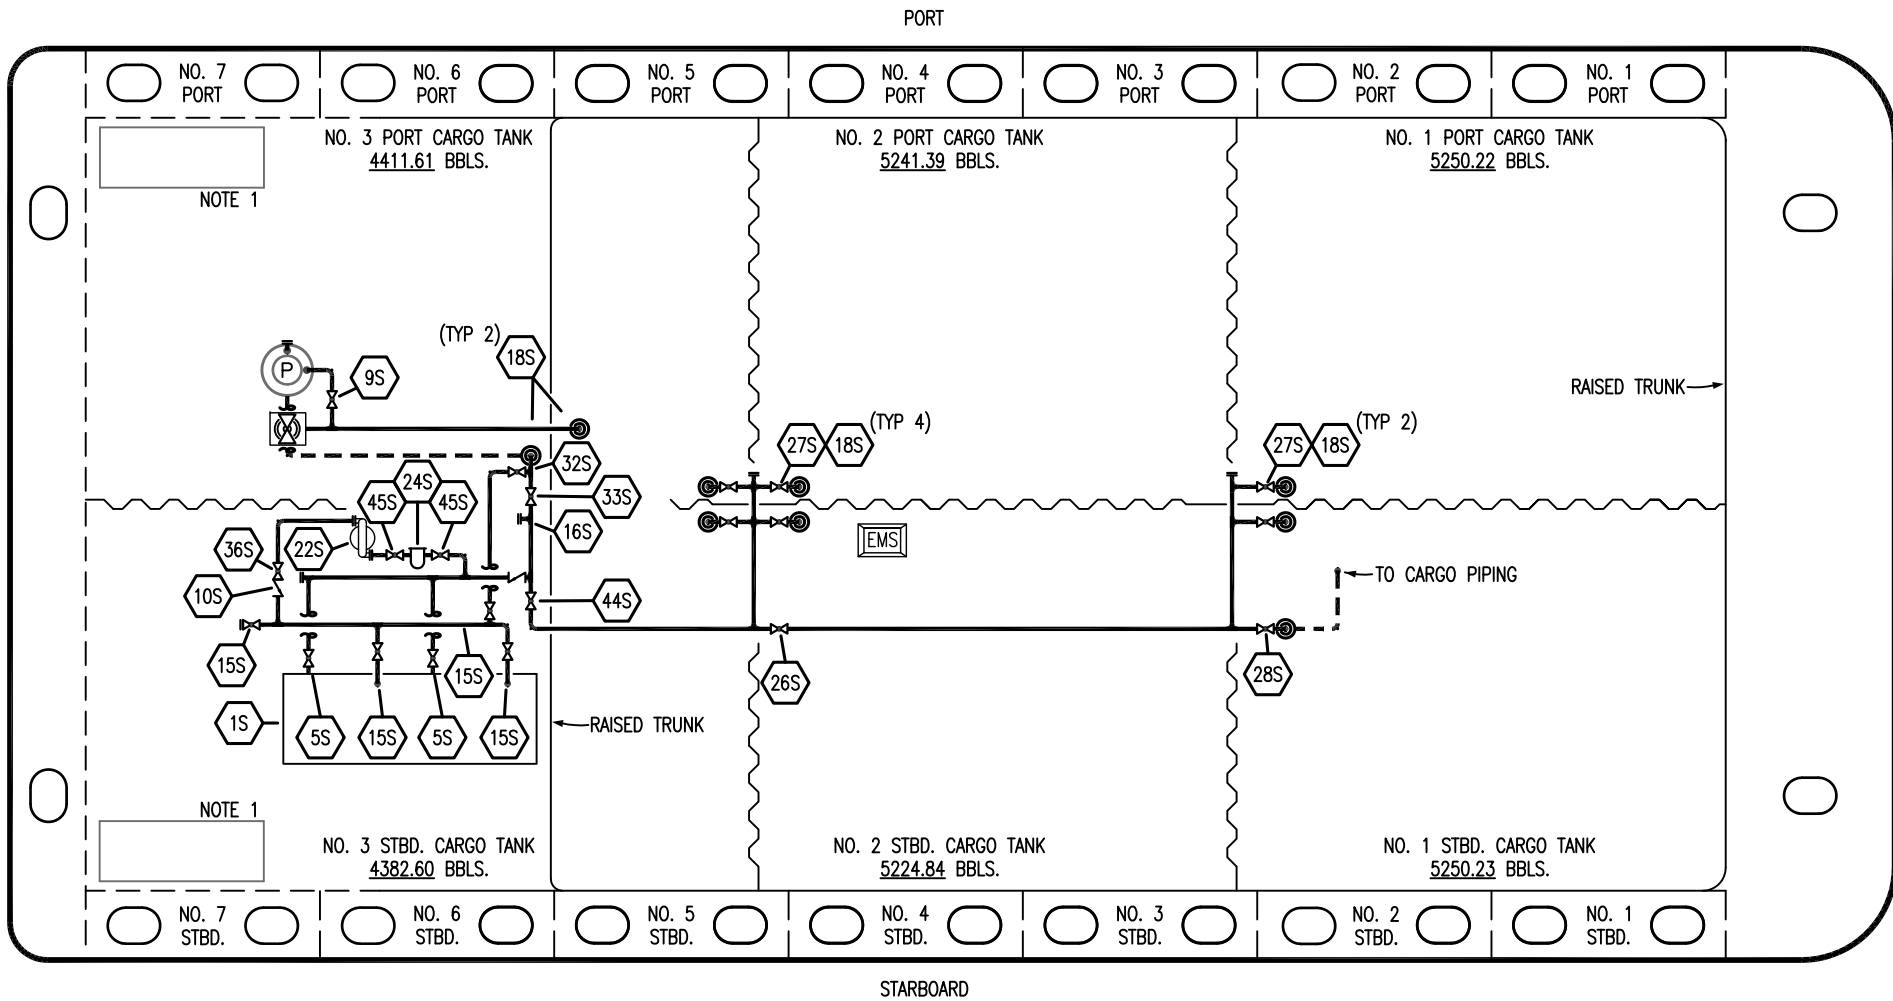 PORT
NO. 7
PORT
NO. 6
PORT
NO. 5
PORT
NO. 4
PORT
NO. 3
PORT
NO. 2
PORT
NO. 1
PORT
NO. 3 PORT CARGO TANK
4411.61 BBLS.
NO. 2 PORT CARGO TANK
5241.39 BBLS.
NO. 1 PORT CARGO TANK
5250.22 BBLS.
NOTE 1
(TYP 2)
18S
P
9S
RAISED TRUNK
27S
18S
(TYP 4)
27S
18S
(TYP 2)
32S
24S
45S
45S
33S
16S
36S
22S
EMS
10S
44S
TO CARGO PIPING
15S
15S
26S
28S
1S
5S
15S
5S
15S
RAISED TRUNK
NOTE 1
NO. 3 STBD. CARGO TANK
4382.60 BBLS.
NO. 2 STBD. CARGO TANK
5224.84 BBLS.
NO. 1 STBD. CARGO TANK
5250.23 BBLS.
NO. 7
STBD.
NO. 6
STBD.
NO. 5
STBD.
NO. 4
STBD.
NO. 3
STBD.
NO. 2
STBD.
NO. 1
STBD.
STARBOARD